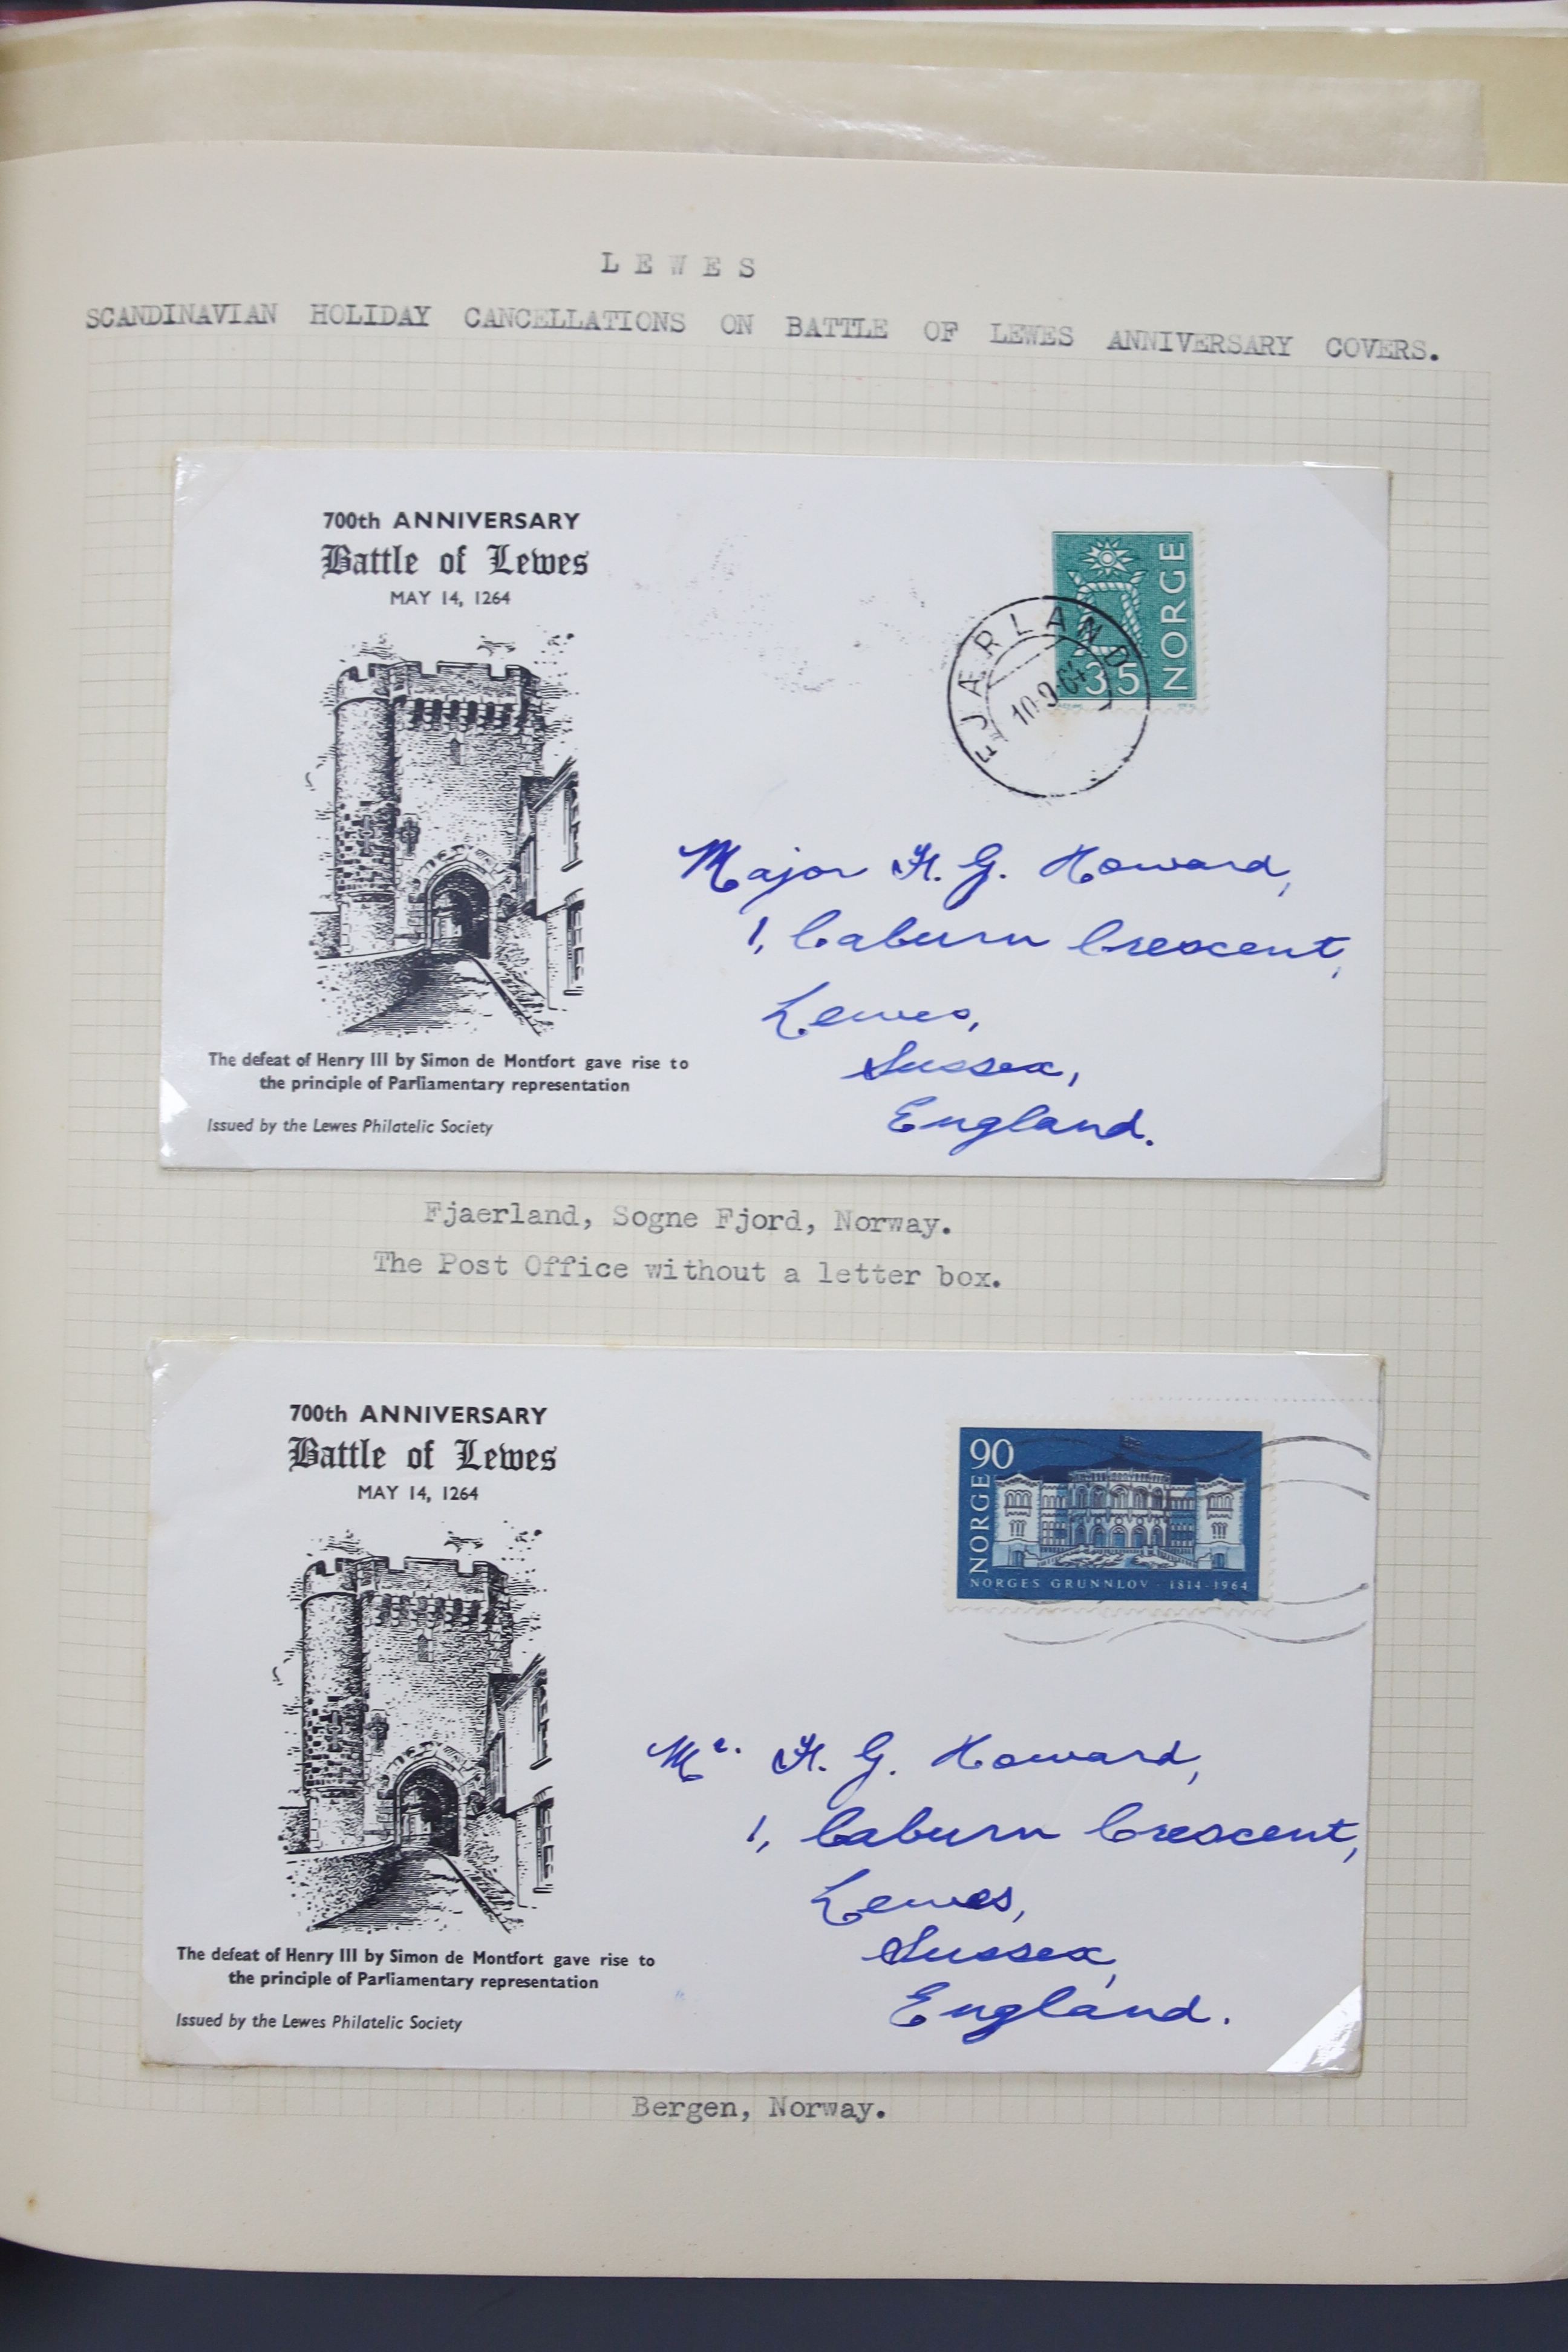 LEWES
SCANDINAVIAN HOLIDAY CANCELLATIONS ON BATTLE OF LEWES ANNIVERSARY COVERS.
700th ANNIVERSARY
Battle of Lewes
MAY 14, 1264
NORGE
35
FJÆRLAND
10.9.64
Major H. G. Howard,
1, Caburn Crescent,
Lewes,
Sussex,
England.
The defeat of Henry III by Simon de Montfort gave rise to
the principle of Parliamentary representation
Issued by the Lewes Philatelic Society
Fjaerland, Sogne Fjord, Norway.
The Post Office without a letter box.
700th ANNIVERSARY
Battle of Lewes
MAY 14, 1264
90
NORGE
NORGES GRUNNLOV · 1814-1964
Mr. H. G. Howard,
1, Caburn Crescent,
Lewes,
Sussex,
England.
The defeat of Henry III by Simon de Montfort gave rise to
the principle of Parliamentary representation
Issued by the Lewes Philatelic Society
Bergen, Norway.